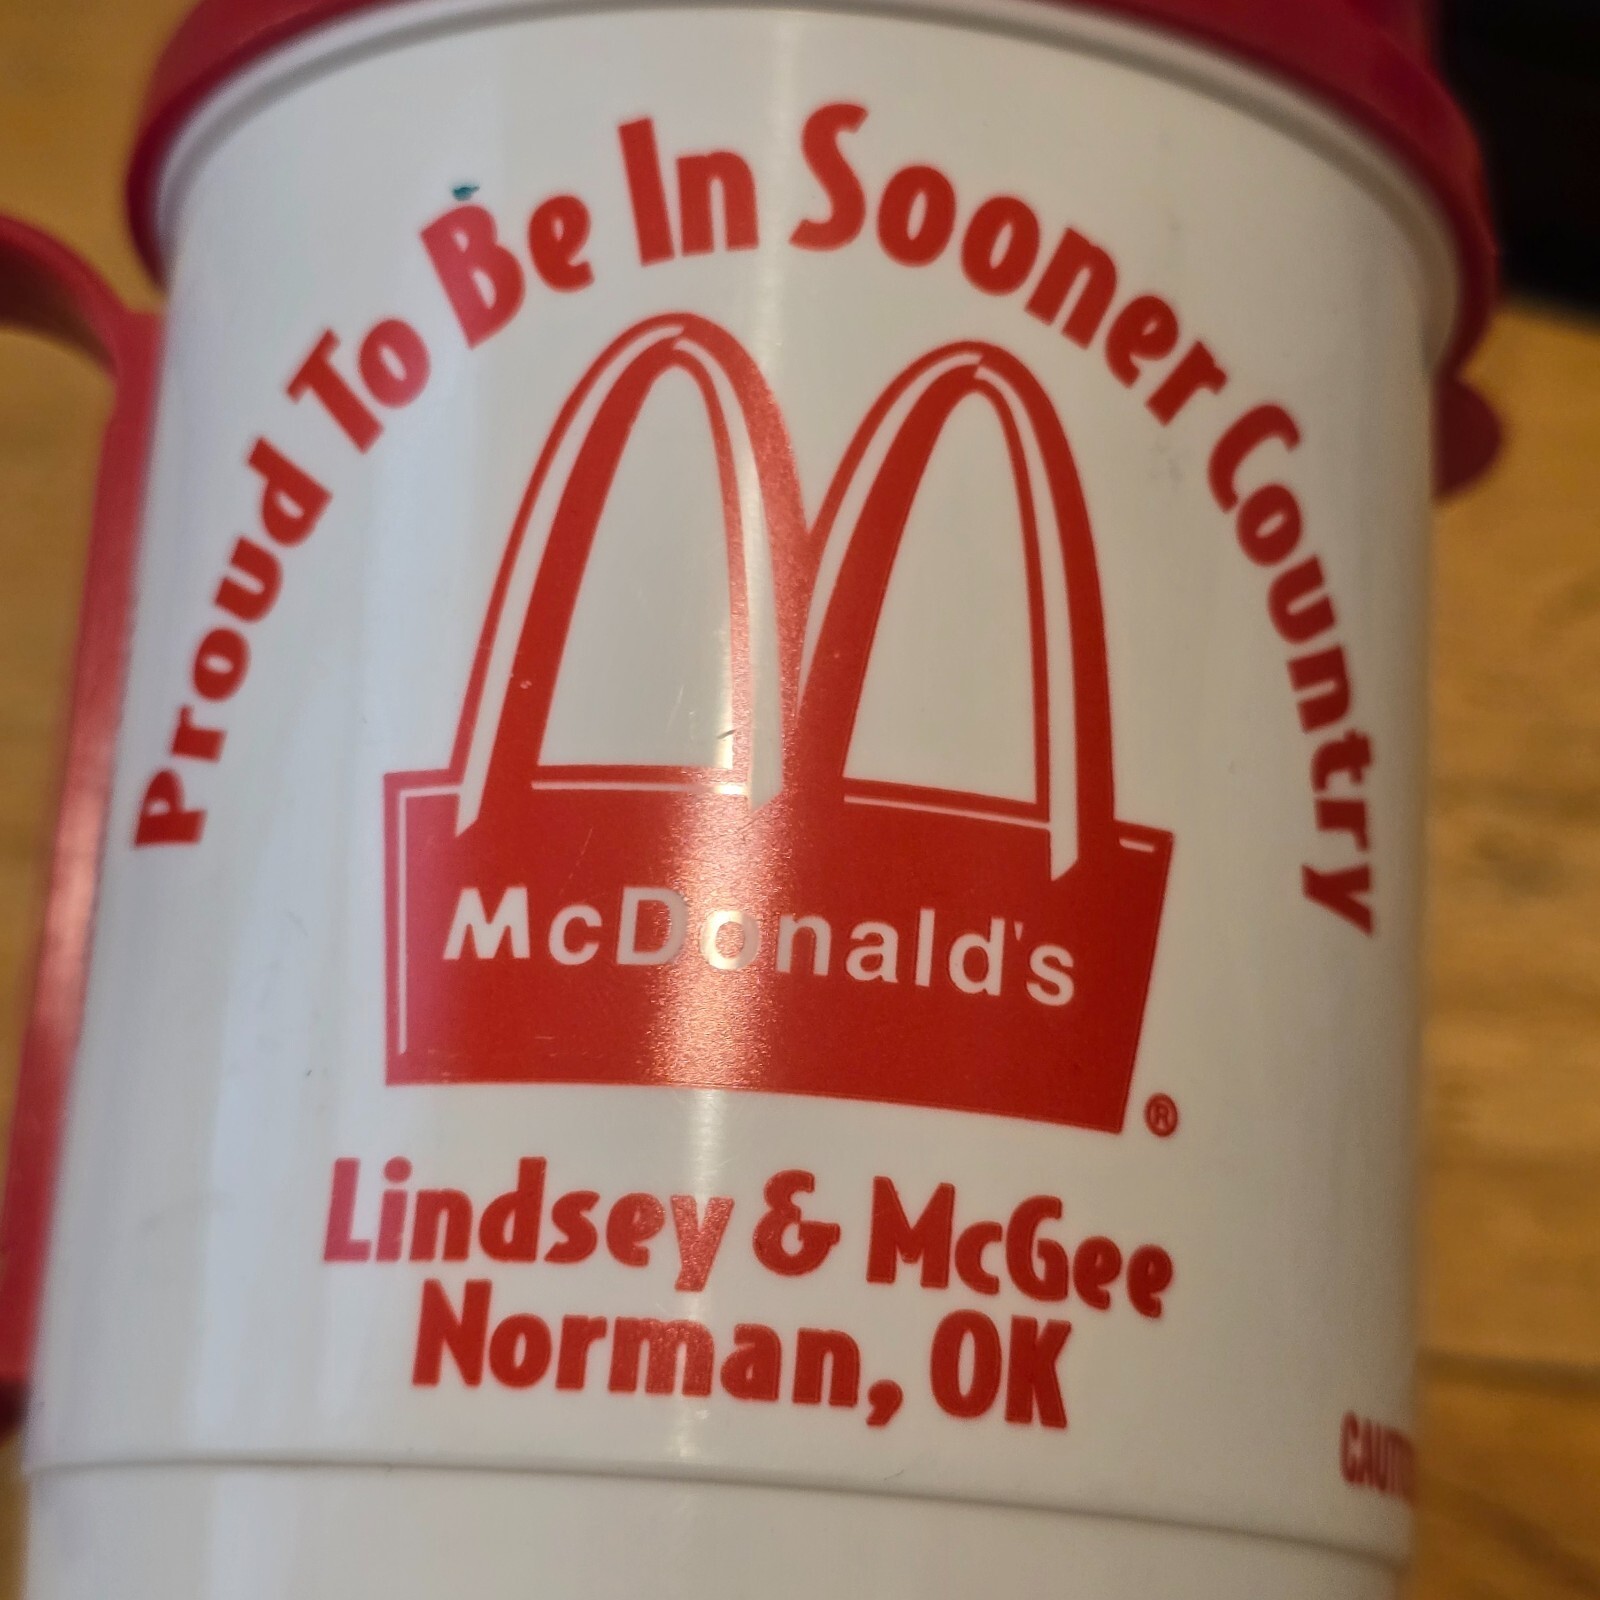 Proud To Be In Sooner Country
McDonald's
®
Lindsey & McGee
Norman, OK